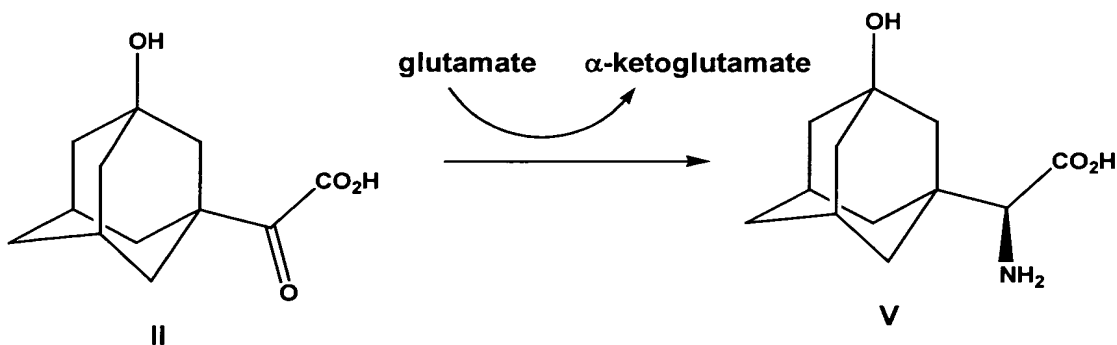 OH
glutamate α-ketoglutamate
CO₂H
O
II
OH
CO₂H
NH₂
V